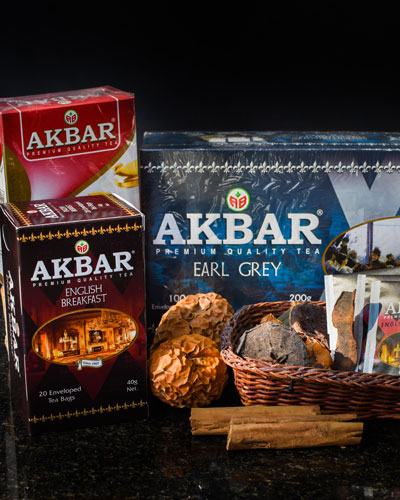 AKBAR®
PREMIUM QUALITY TEA
AKBAR®
PREMIUM QUALITY TEA
EARL GREY
100
200g
AKBAR®
PREMIUM QUALITY TEA
ENGLISH
BREAKFAST
20 Enveloped
Tea Bags
40g
Net.
AKBAR